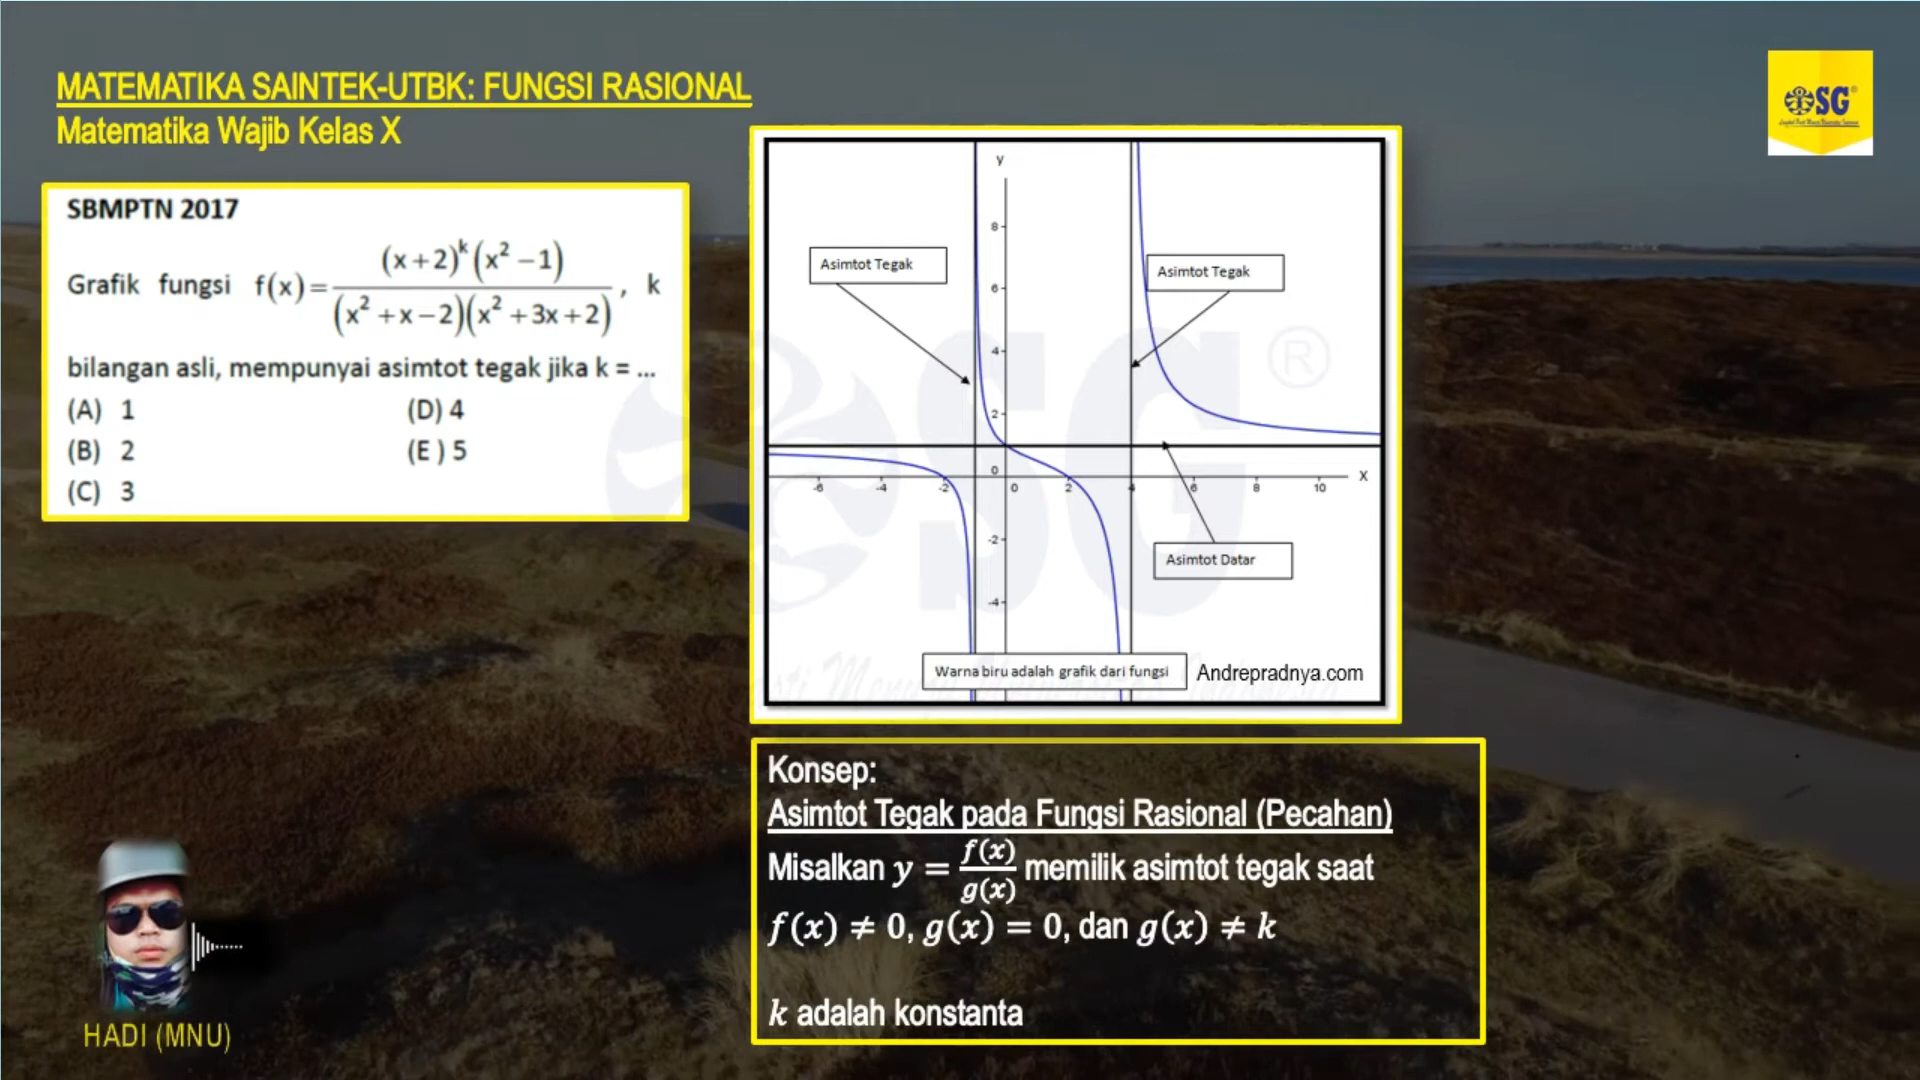 MATEMATIKA SAINTEK-UTBK: FUNGSI RASIONAL
Matematika Wajib Kelas X
SG
SBMPTN 2017
Grafik fungsi f(x)=\frac{(x+2)^k(x²-1)}{(x²+x-2)(x²+3x+2)}, k
bilangan asli, mempunyai asimtot tegak jika k = ...
(A) 1 (D) 4
(B) 2 (E) 5
(C) 3
y
8
6
4
2
0
-2
-4
-6 -4 -2 0 2 4 6 8 10 x
Asimtot Tegak
Asimtot Tegak
Asimtot Datar
SG ®
Warna biru adalah grafik dari fungsi
Andrepradnya.com
Konsep:
Asimtot Tegak pada Fungsi Rasional (Pecahan)
Misalkan y = \frac{f(x)}{g(x)} memilik asimtot tegak saat
f(x) ≠ 0, g(x) = 0, dan g(x) ≠ k
k adalah konstanta
HADI (MNU)